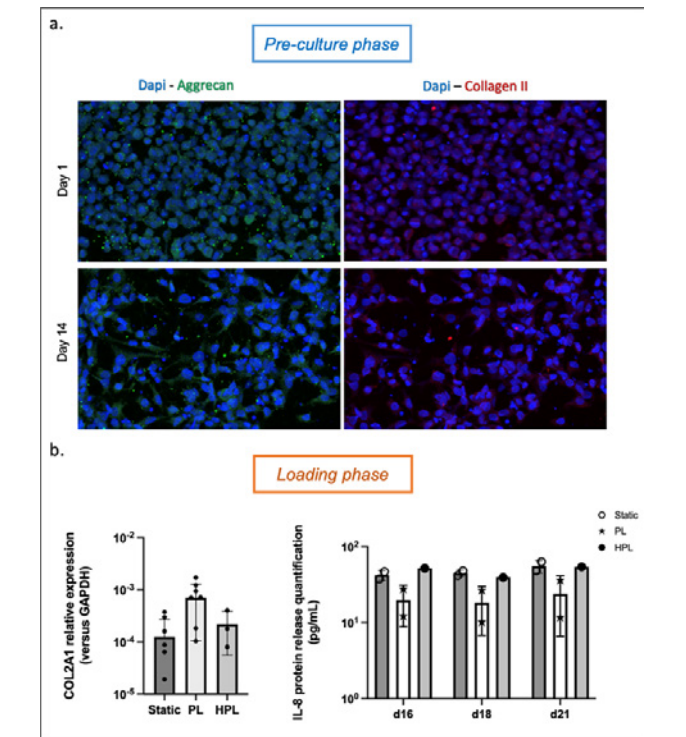 a.
Pre-culture phase
Dapi - Aggrecan
Dapi – Collagen II
Day 1
Day 14
b.
Loading phase
COL2A1 relative expression
(versus GAPDH)
10-2
10-3
10-4
10-5
Static PL HPL
IL-8 protein release quantification
(pg/mL)
10²
10¹
10⁰
d16 d18 d21
Static
PL
HPL